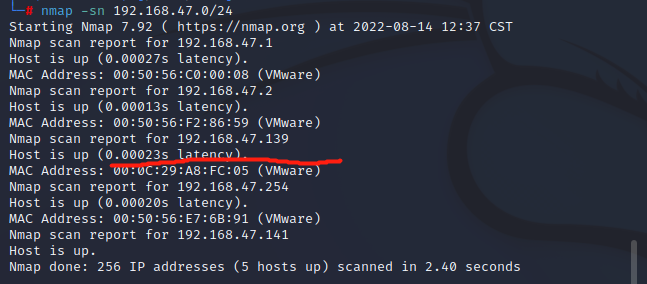 └─# nmap -sn 192.168.47.0/24
Starting Nmap 7.92 ( https://nmap.org ) at 2022-08-14 12:37 CST
Nmap scan report for 192.168.47.1
Host is up (0.00027s latency).
MAC Address: 00:50:56:C0:00:08 (VMware)
Nmap scan report for 192.168.47.2
Host is up (0.00013s latency).
MAC Address: 00:50:56:F2:86:59 (VMware)
Nmap scan report for 192.168.47.139
Host is up (0.00023s latency).
MAC Address: 00:0C:29:A8:FC:05 (VMware)
Nmap scan report for 192.168.47.254
Host is up (0.00020s latency).
MAC Address: 00:50:56:E7:6B:91 (VMware)
Nmap scan report for 192.168.47.141
Host is up.
Nmap done: 256 IP addresses (5 hosts up) scanned in 2.40 seconds